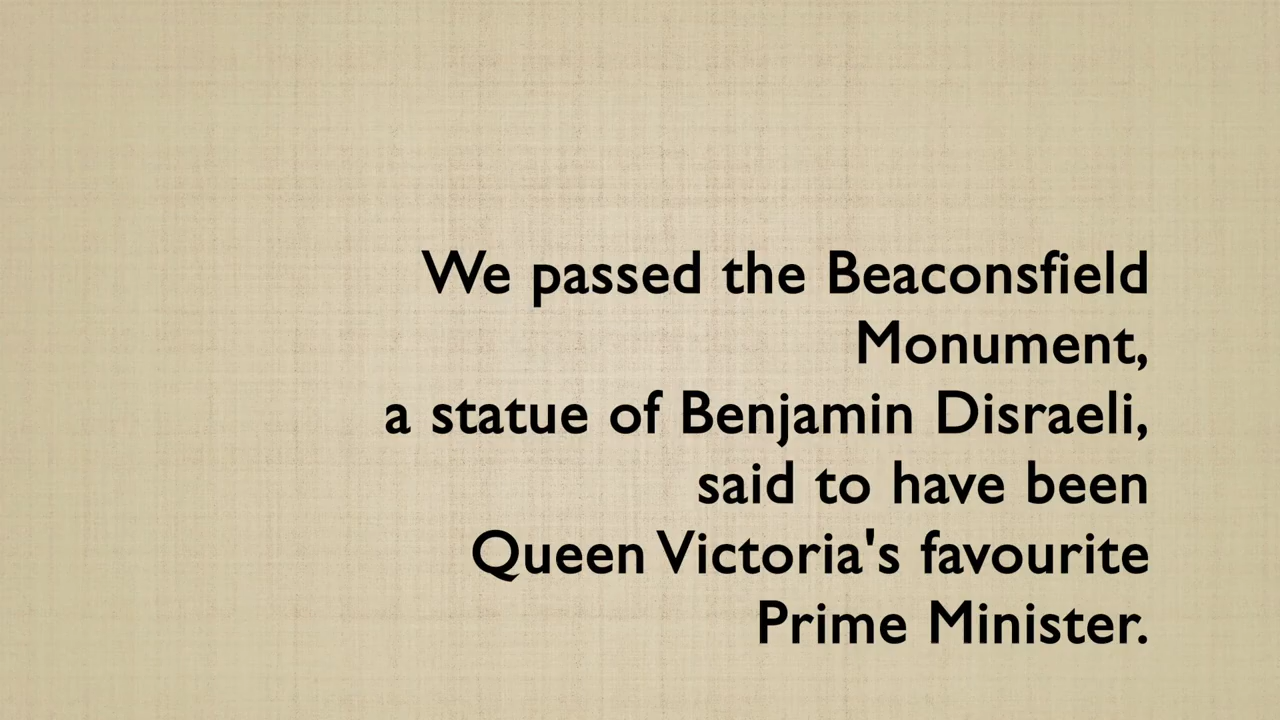 We passed the Beaconsfield
Monument,
a statue of Benjamin Disraeli,
said to have been
Queen Victoria's favourite
Prime Minister.